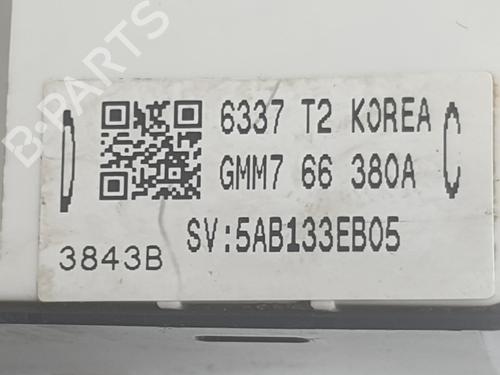 B-PARTS
6337 T2 KOREA
GMM7 66 380A
SV:5AB133EB05
3843B